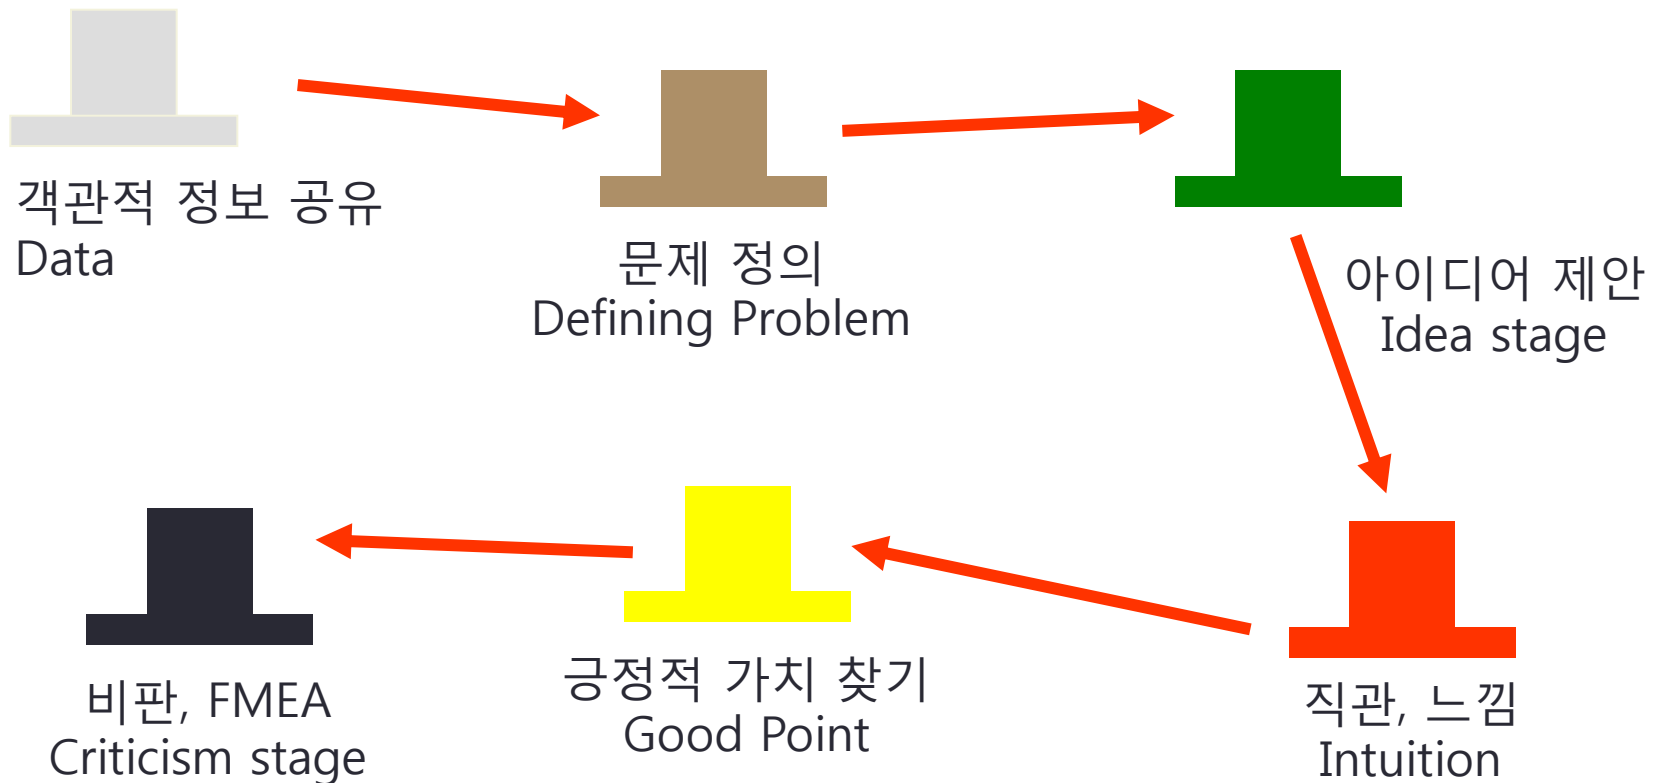 객관적 정보 공유
Data
문제 정의
Defining Problem
아이디어 제안
Idea stage
직관, 느낌
Intuition
긍정적 가치 찾기
Good Point
비판, FMEA
Criticism stage